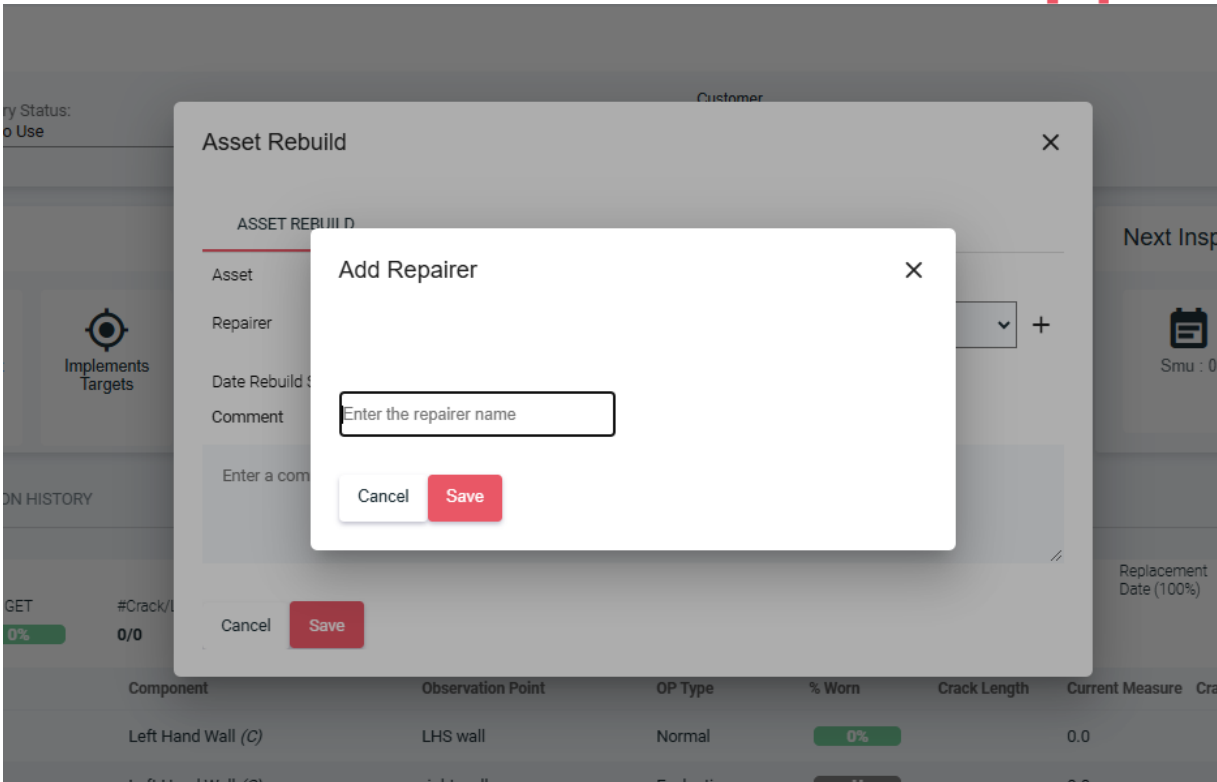 Customer
ry Status:
o Use
Asset Rebuild
ASSET REBUILD
Next Insp
Add Repairer
Asset
Repairer
Implements
Targets
Smu : 0
Date Rebuild S
Comment
Enter the repairer name
Enter a com
Cancel Save
ON HISTORY
Replacement
Date (100%)
GET #Crack/L
0% 0/0
Cancel Save
Component Observation Point OP Type % Worn Crack Length Current Measure Cra
Left Hand Wall (C) LHS wall Normal 0% 0.0